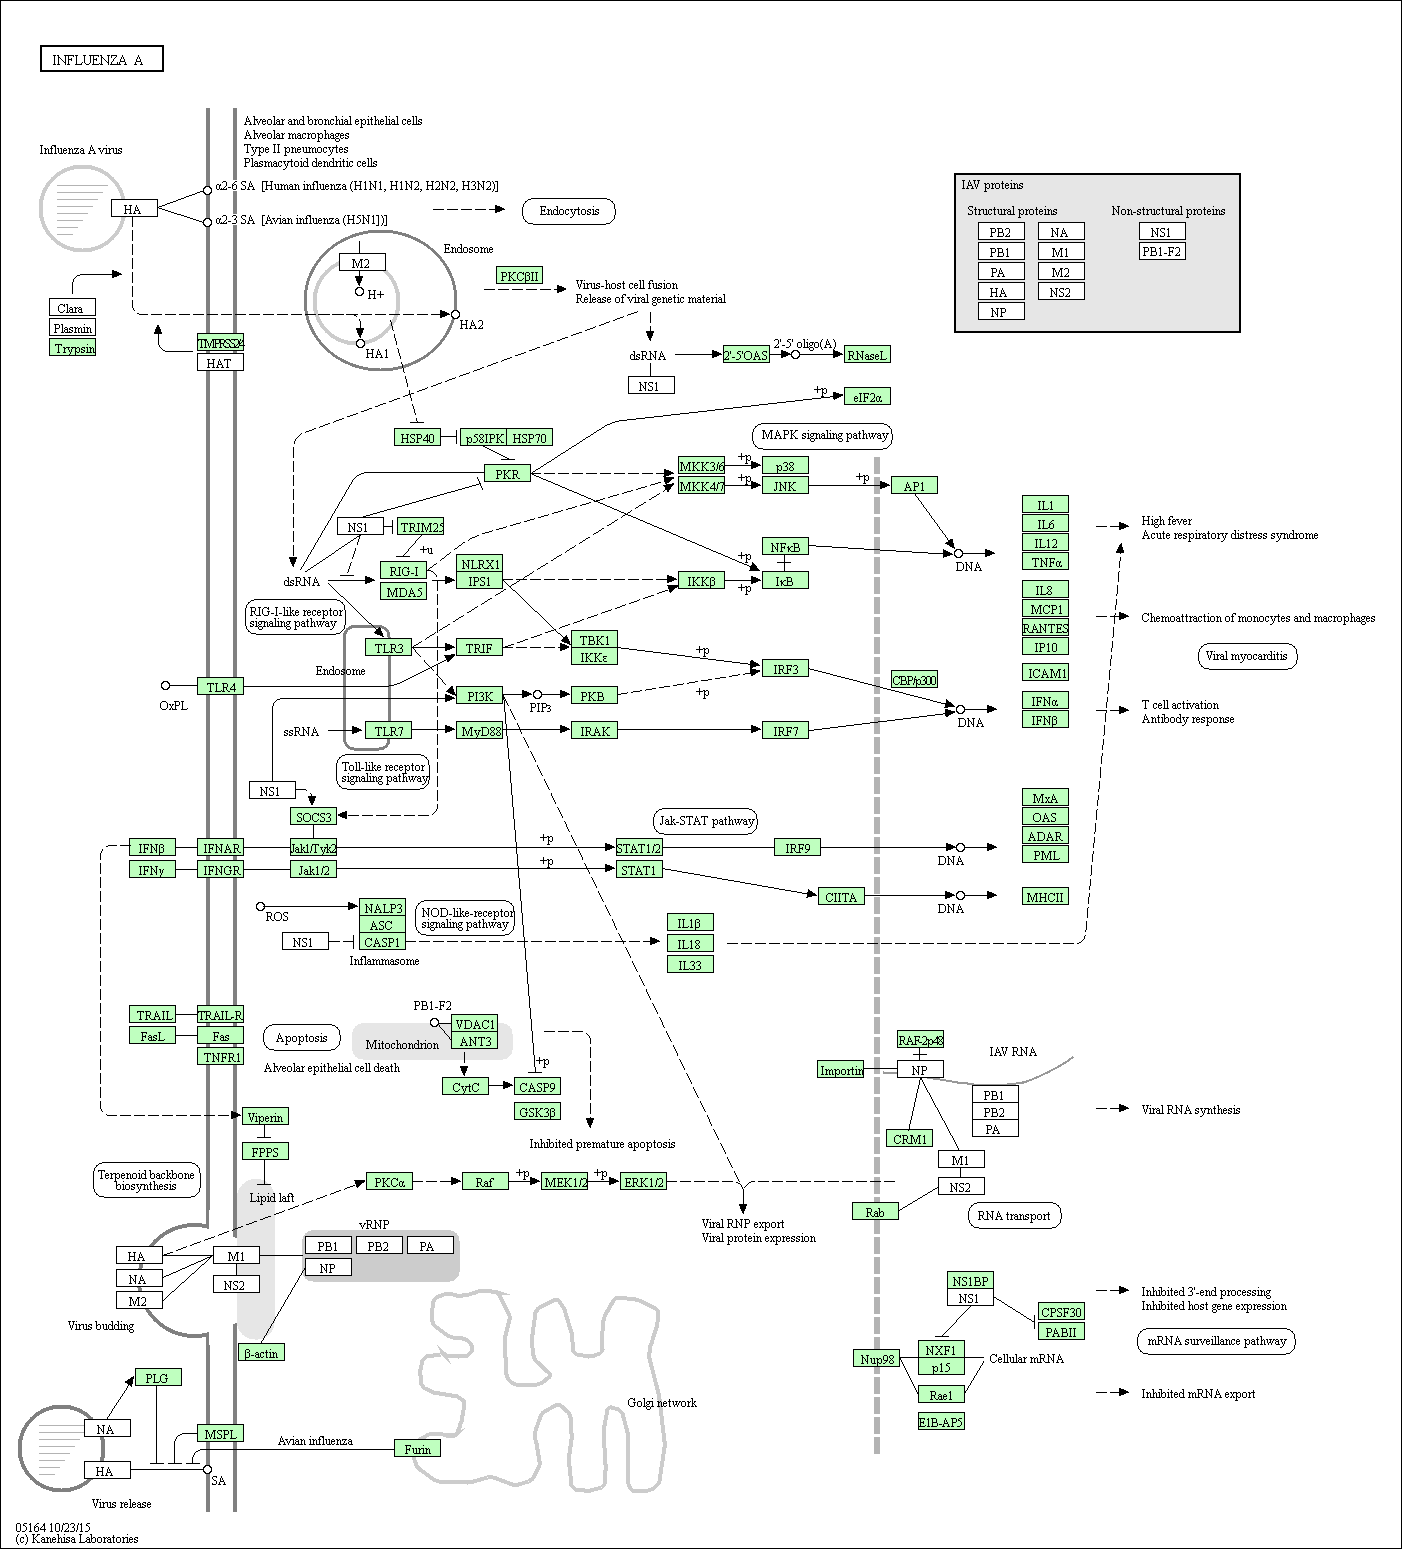 INFLUENZA A
Alveolar and bronchial epithelial cells
Alveolar macrophages
Type II pneumocytes
Plasmacytoid dendritic cells
Influenza A virus
α2-6 SA [Human influenza (H1N1, H1N2, H2N2, H3N2)]
HA
α2-3 SA [Avian influenza (H5N1])]
Endocytosis
IAV proteins
Structural proteins
Non-structural proteins
PB2
NA
NS1
PB1
M1
PB1-F2
PA
M2
HA
NS2
NP
Endosome
M2
H+
HA2
HA1
PKCβII
Virus-host cell fusion
Release of viral genetic material
Clara
Plasmin
Trypsin
TMPRSS24
HAT
dsRNA
2'-5'OAS
2'-5' oligo(A)
RNaseL
NS1
+p
eIF2α
HSP40
p58IPK
HSP70
MAPK signaling pathway
PKR
MKK3/6
+p
p38
MKK4/7
+p
JNK
+p
AP1
NS1
TRIM25
+u
IL1
IL6
IL12
TNFα
High fever
Acute respiratory distress syndrome
dsRNA
RIG-I
MDA5
NLRX1
IPS1
IKKβ
+p
+p
NFκB
IκB
DNA
IL8
MCP1
RANTES
IP10
Chemoattraction of monocytes and macrophages
RIG-I-like receptor
signaling pathway
TLR3
TRIF
TBK1
IKKε
+p
IRF3
Viral myocarditis
Endosome
CBP/p300
ICAM1
TLR4
OxPL
PI3K
PIP3
PKB
+p
IFNα
IFNβ
DNA
T cell activation
Antibody response
ssRNA
TLR7
MyD88
IRAK
IRF7
Toll-like receptor
signaling pathway
NS1
SOCS3
Jak-STAT pathway
MxA
OAS
ADAR
PML
IFNβ
IFNAR
Jak1/Tyk2
+p
STAT1/2
IRF9
DNA
IFNγ
IFNGR
Jak1/2
+p
STAT1
CIITA
DNA
MHCII
ROS
NALP3
ASC
CASP1
NS1
Inflammasome
NOD-like-receptor
signaling pathway
IL1β
IL18
IL33
TRAIL
TRAIL-R
FasL
Fas
TNFR1
Apoptosis
Alveolar epithelial cell death
PB1-F2
VDAC1
ANT3
Mitochondrion
CytC
+p
CASP9
GSK3β
Inhibited premature apoptosis
RAF2p48
Importin
NP
IAV RNA
PB1
PB2
PA
Viral RNA synthesis
CRM1
M1
NS2
Rab
RNA transport
Viperin
FPPS
Terpenoid backbone
biosynthesis
Lipid laft
PKCα
Raf
+p
MEK1/2
+p
ERK1/2
Viral RNP export
Viral protein expression
vRNP
HA
M1
PB1
PB2
PA
NA
NS2
NP
M2
Virus budding
β-actin
NS1BP
NS1
CPSF30
PABII
Inhibited 3'-end processing
Inhibited host gene expression
mRNA surveillance pathway
Nup98
NXF1
p15
Cellular mRNA
Rae1
E1B-AP5
Inhibited mRNA export
PLG
NA
MSPL
Avian influenza
Furin
Golgi network
HA
SA
Virus release
05164 10/23/15
(c) Kanehisa Laboratories